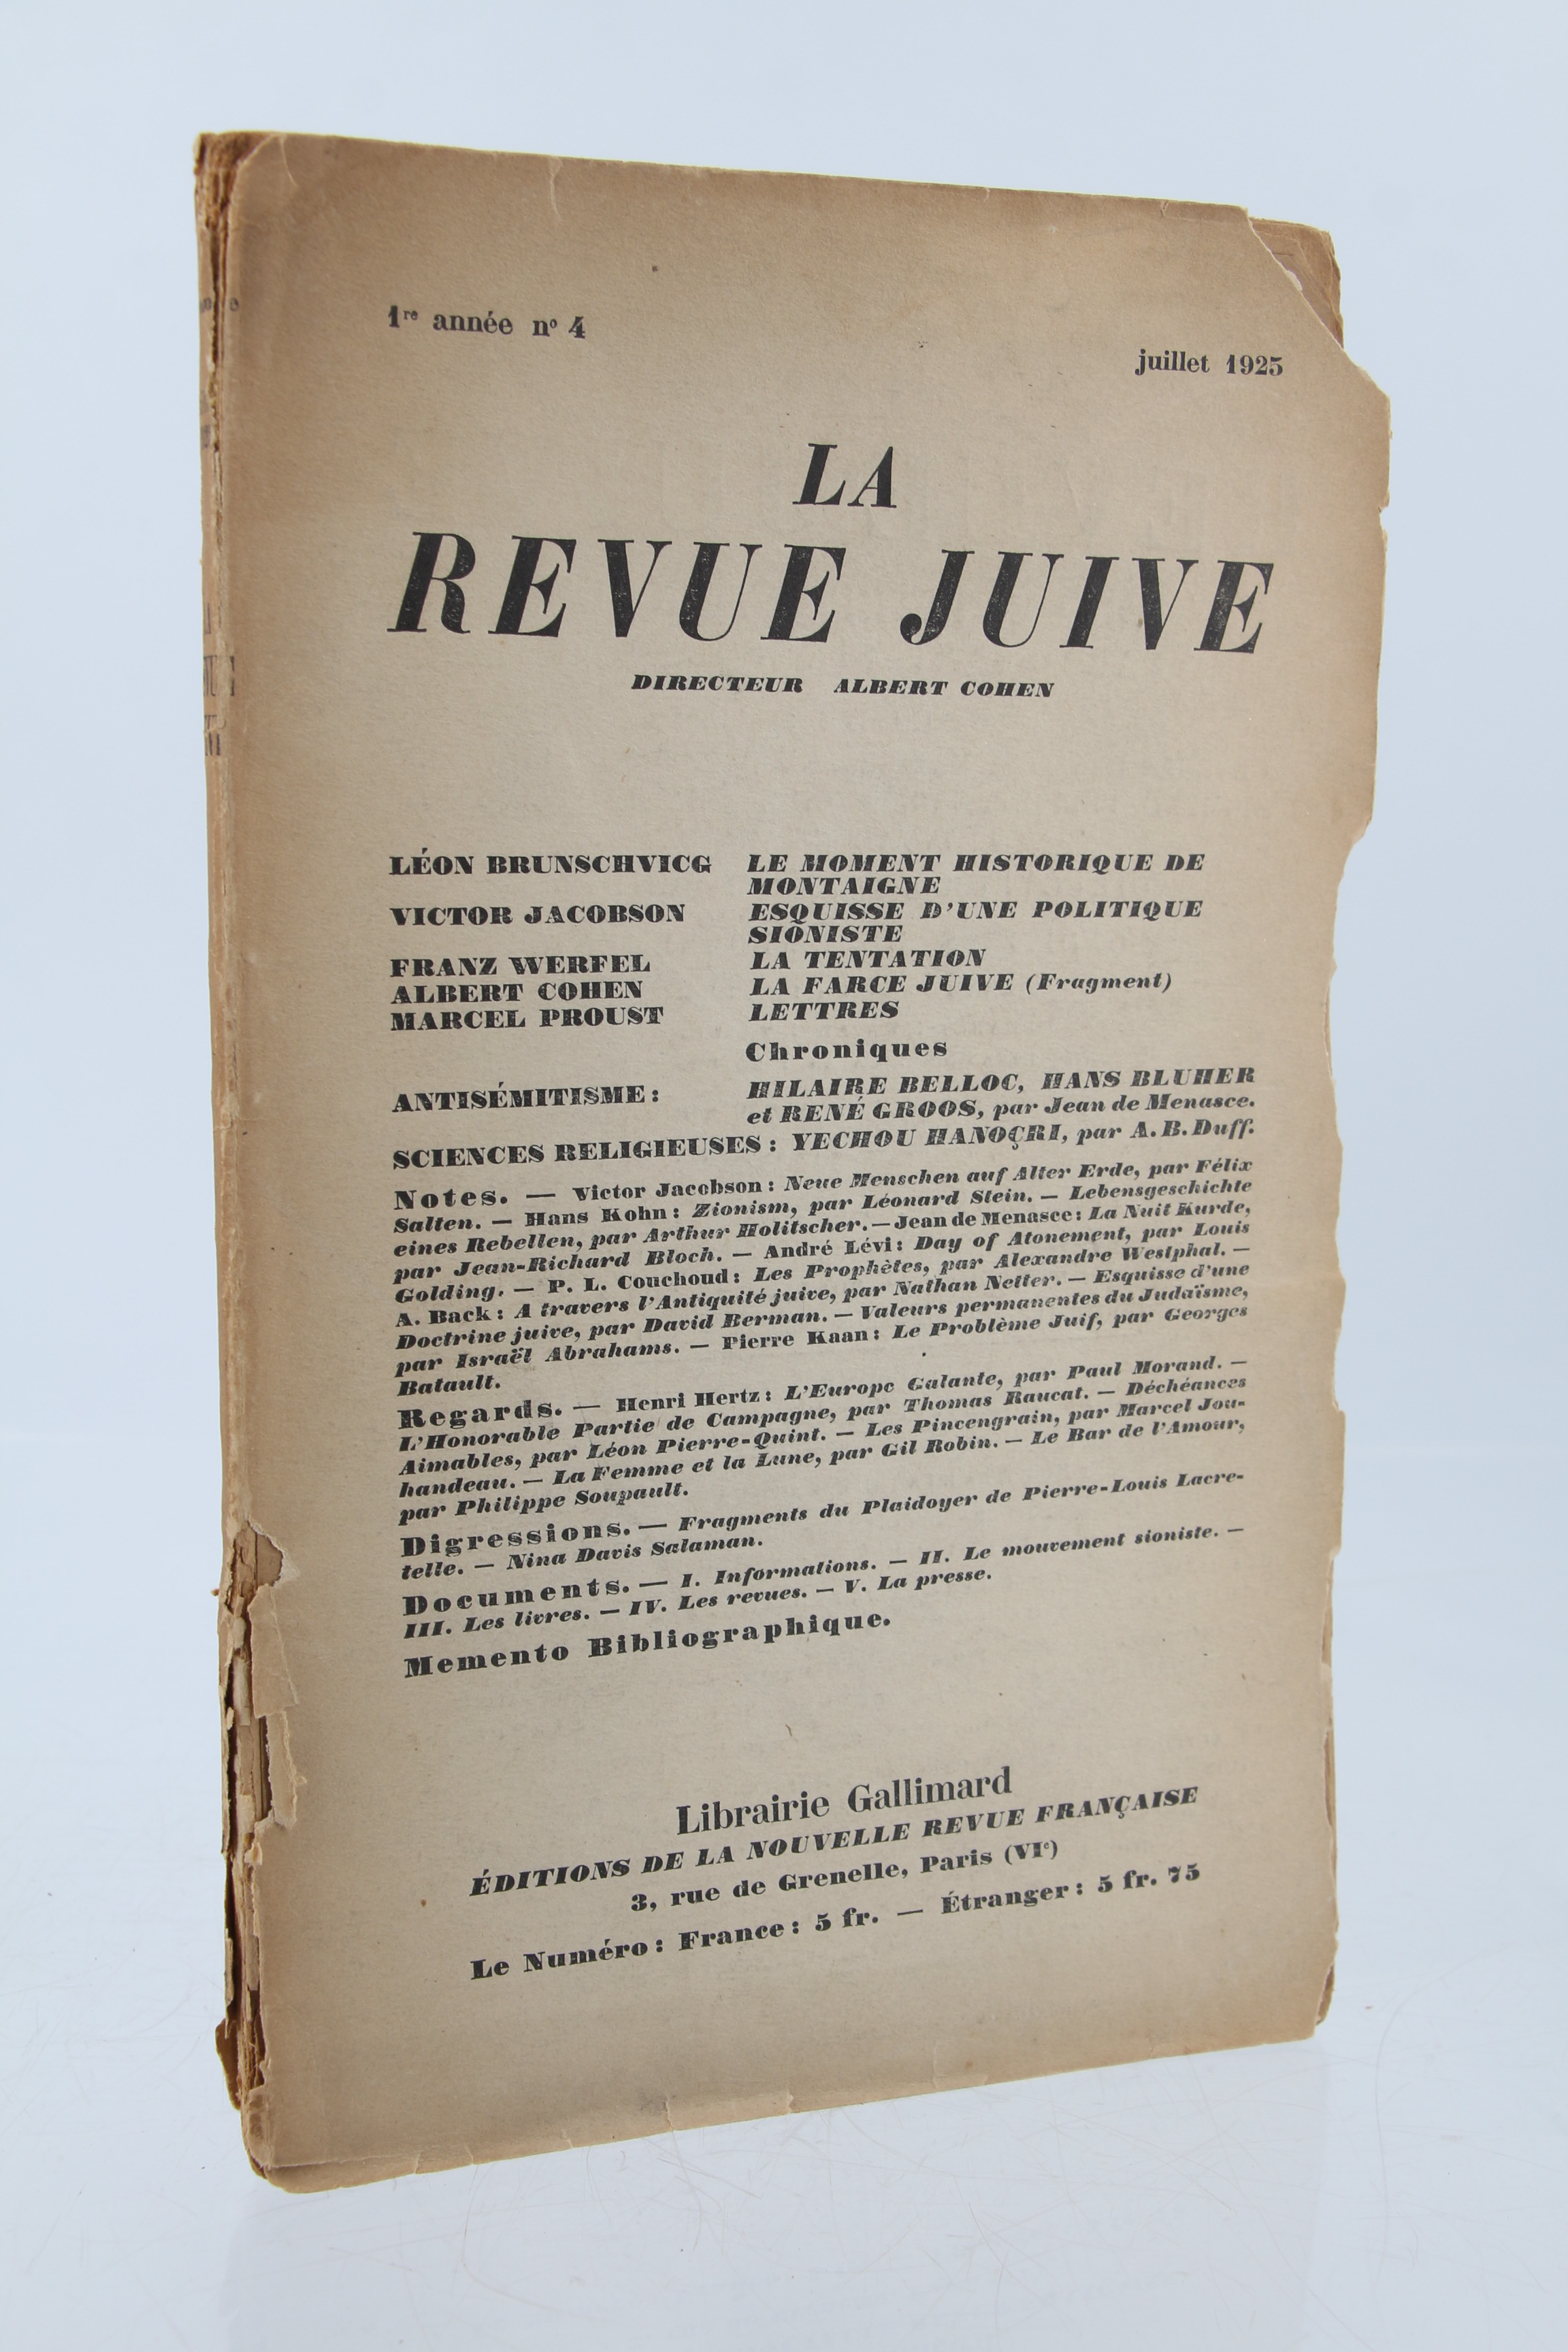 1re année nº 4
juillet 1925
LA
REVUE JUIVE
DIRECTEUR ALBERT COHEN
LÉON BRUNSCHVICG LE MOMENT HISTORIQUE DE
MONTAIGNE
VICTOR JACOBSON ESQUISSE D'UNE POLITIQUE
SIONISTE
FRANZ WERFEL LA TENTATION
ALBERT COHEN LA FARCE JUIVE (Fragment)
MARCEL PROUST LETTRES
Chroniques
ANTISÉMITISME : HILAIRE BELLOC, HANS BLUHER
et RENÉ GROOS, par Jean de Menasce.
SCIENCES RELIGIEUSES : YECHOU HANOÇRI, par A. B. Duff.
Notes. — Victor Jacobson : Neue Menschen auf Alter Erde, par Félix
Salten. — Hans Kohn : Zionism, par Léonard Stein. — Lebensgeschichte
eines Rebellen, par Arthur Holitscher. — Jean de Menasce : La Nuit Kurde,
par Jean-Richard Bloch. — André Lévi : Day of Atonement, par Louis
Golding. — P. L. Couchoud : Les Prophètes, par Alexandre Westphal. —
A. Back : A travers l'Antiquité juive, par Nathan Netter. — Esquisse d'une
Doctrine juive, par David Berman. — Valeurs permanentes du Judaïsme,
par Israël Abrahams. — Pierre Kaan : Le Problème Juif, par Georges
Batault.
Regards. — Henri Hertz : L'Europe Galante, par Paul Morand. —
L'Honorable Partie de Campagne, par Thomas Raucat. — Déchéances
Aimables, par Léon Pierre-Quint. — Les Pincengrain, par Marcel Jou-
handeau. — La Femme et la Lune, par Gil Robin. — Le Bar de l'Amour,
par Philippe Soupault.
Digressions. — Fragments du Plaidoyer de Pierre-Louis Lacre-
telle. — Nina Davis Salaman.
Documents. — I. Informations. — II. Le mouvement sioniste. —
III. Les livres. — IV. Les revues. — V. La presse.
Memento Bibliographique.
Librairie Gallimard
ÉDITIONS DE LA NOUVELLE REVUE FRANÇAISE
3, rue de Grenelle, Paris (VIe)
Le Numéro : France : 5 fr. — Étranger : 5 fr. 75